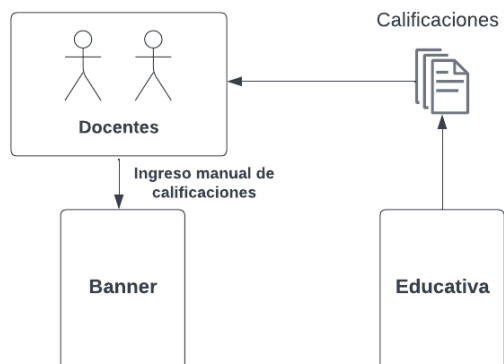 Calificaciones
Docentes
Ingreso manual de
calificaciones
Banner
Educativa